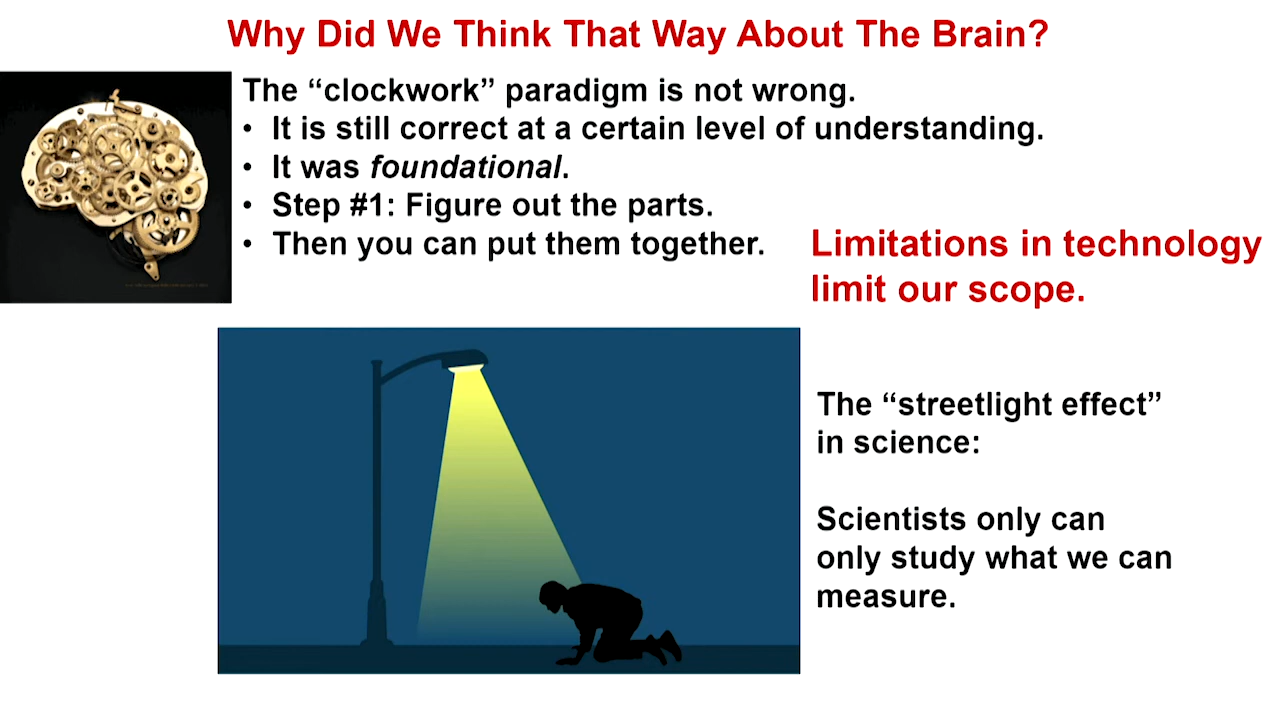 Why Did We Think That Way About The Brain?
The “clockwork” paradigm is not wrong.
• It is still correct at a certain level of understanding.
• It was foundational.
• Step #1: Figure out the parts.
• Then you can put them together.
Limitations in technology
limit our scope.
The “streetlight effect”
in science:
Scientists only can
only study what we can
measure.